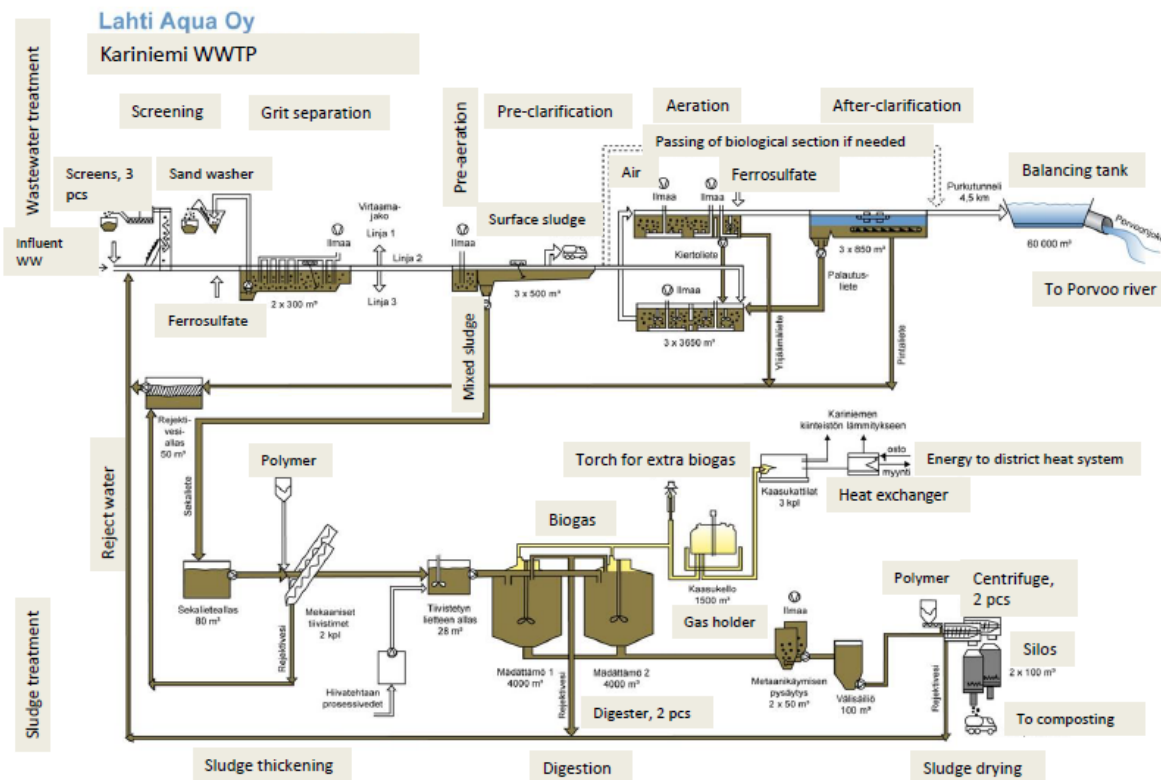 Lahti Aqua Oy
Kariniemi WWTP
Wastewater treatment
Screening
Grit separation
Pre-aeration
Pre-clarification
Aeration
After-clarification
Passing of biological section if needed
Screens, 3
pcs
Sand washer
Air
Ferrosulfate
Ilmaa
Ilmaa
Purkutunneli
4,5 km
Balancing tank
Virtaama-
jako
Linja 1
Ilmaa
Ilmaa
Surface sludge
Influent
WW
Linja 2
Kiertoliete
3 x 850 m³
60 000 m³
Porvoonjoki
Linja 3
2 x 300 m³
3 x 500 m³
Ilmaa
Palautus-
liete
To Porvoo river
Ferrosulfate
3 x 3650 m³
Ylijäämäliete
Pintaliete
Mixed sludge
Rejekti-
vesi-
allas
50 m³
Reject water
Sekaliete
Polymer
Torch for extra biogas
Kariniemen
kiinteistön lämmitykseen
osto
myynti
Energy to district heat system
Kaasukattilat
3 kpl
Heat exchanger
Biogas
Sekalieteallas
80 m³
Mekaaniset
tiivistimet
2 kpl
Rejektivesi
Tiivistetyn
lietteen allas
28 m³
Kaasukello
1500 m³
Gas holder
Ilmaa
Polymer
Centrifuge,
2 pcs
Silos
2 x 100 m³
Sludge treatment
Hiivatehtaan
prosessivedet
Mädättämö 1
4000 m³
Mädättämö 2
4000 m³
Rejektivesi
Digester, 2 pcs
Metaanikäymisen
pysäytys
2 x 50 m³
Välisäiliö
100 m³
Rejektivesi
To composting
Sludge thickening
Digestion
Sludge drying